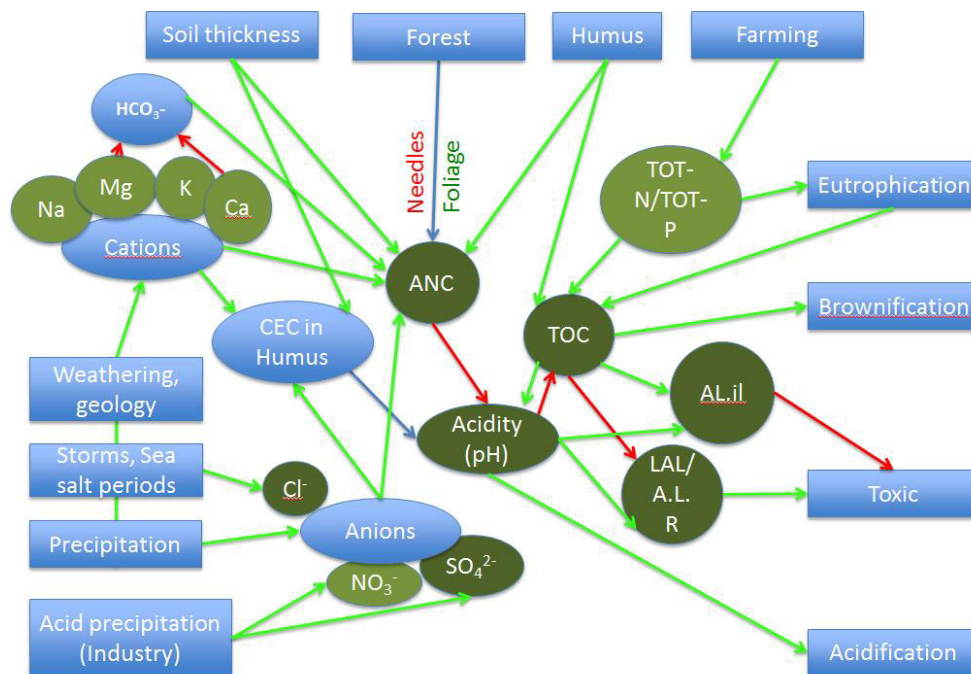 Soil thickness
Forest
Humus
Farming
HCO₃-
Needles
Foliage
TOT-
N/TOT-
P
Eutrophication
Mg
K
Na
Ca
Cations
ANC
Brownification
TOC
CEC in
Humus
Weathering,
geology
AL.il
Acidity
(pH)
Storms, Sea
salt periods
LAL/
A.L.
R
Toxic
Cl⁻
Precipitation
Anions
SO₄²⁻
NO₃⁻
Acid precipitation
(Industry)
Acidification